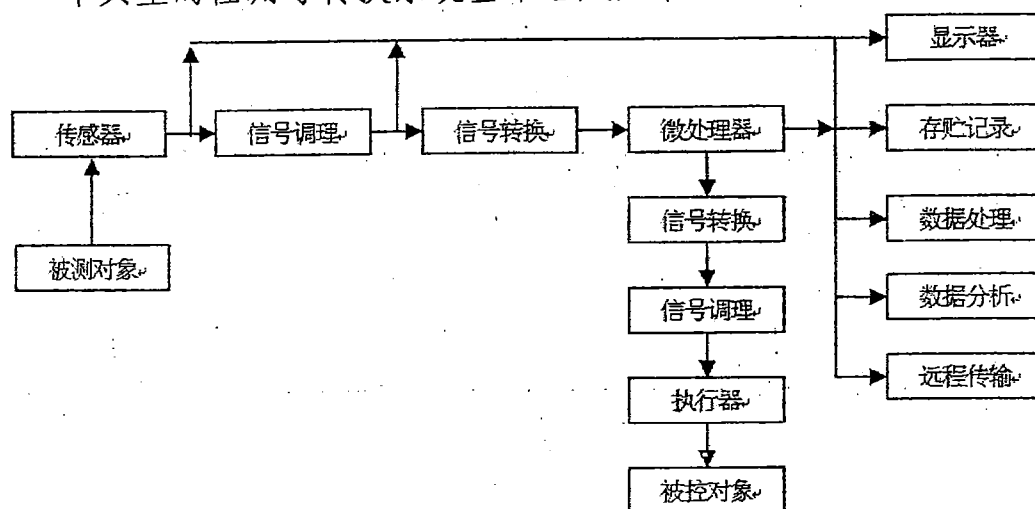 显示器
传感器
信号调理
信号转换
微处理器
存贮记录
信号转换
数据处理
被测对象
信号调理
数据分析
执行器
远程传输
被控对象